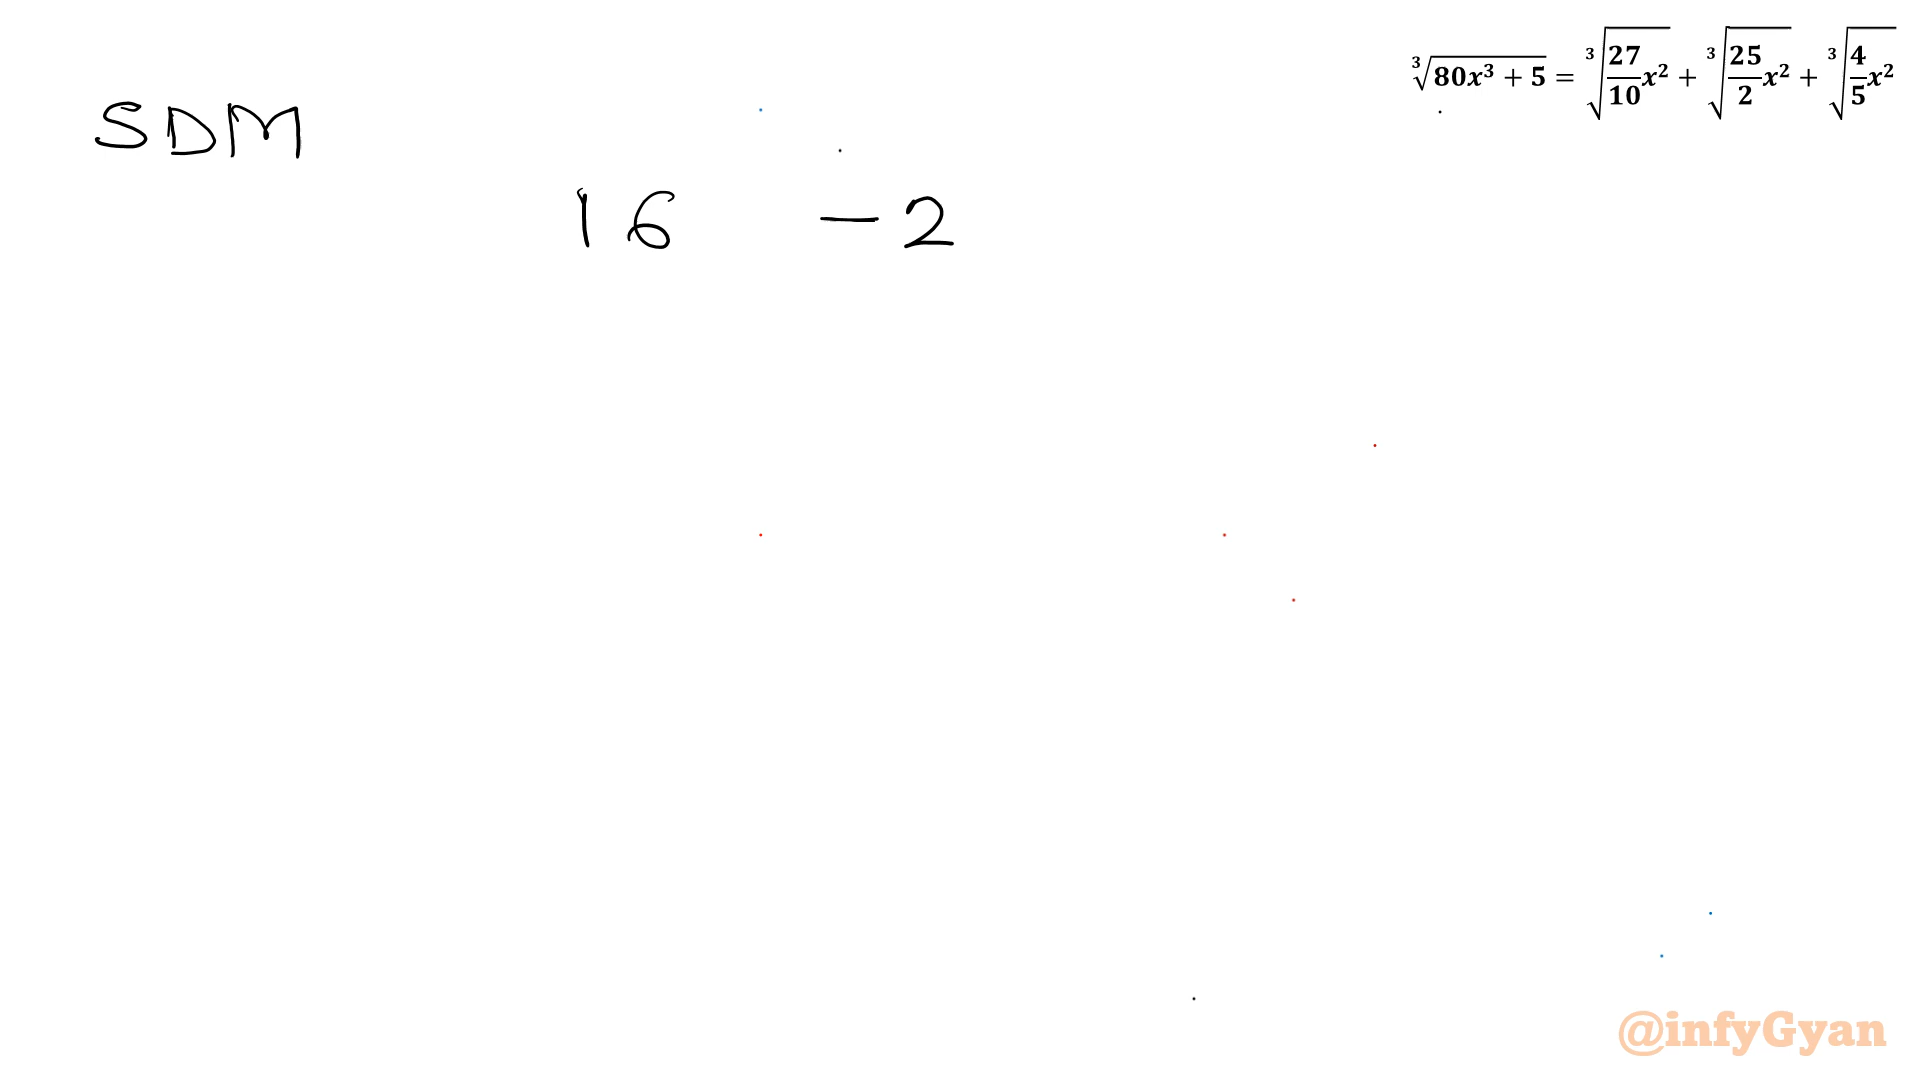 ∛(80x³ + 5) = ∛(27/10 x²) + ∛(25/2 x²) + ∛(4/5 x²)
SDM
16 −2
@infyGyan